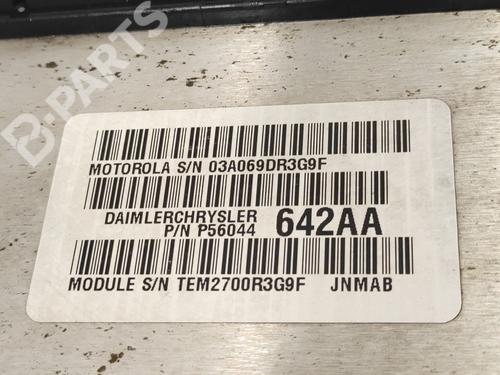 B-PARTS
MOTOROLA S/N 03A069DR3G9F
DAIMLERCHRYSLER
P/N P56044 642AA
MODULE S/N TEM2700R3G9F JNMAB